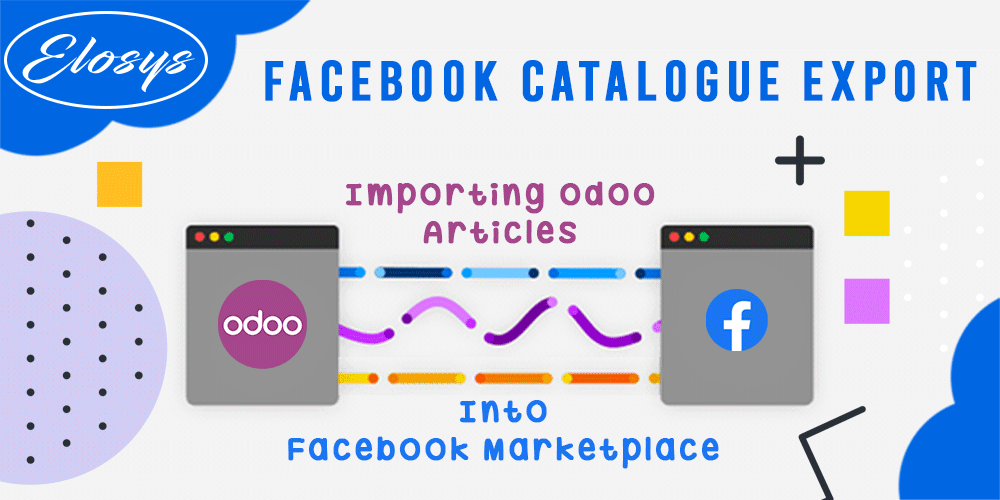 Elosys
FACEBOOK CATALOGUE EXPORT
Importing Odoo
Articles
odoo
f
Into
Facebook Marketplace